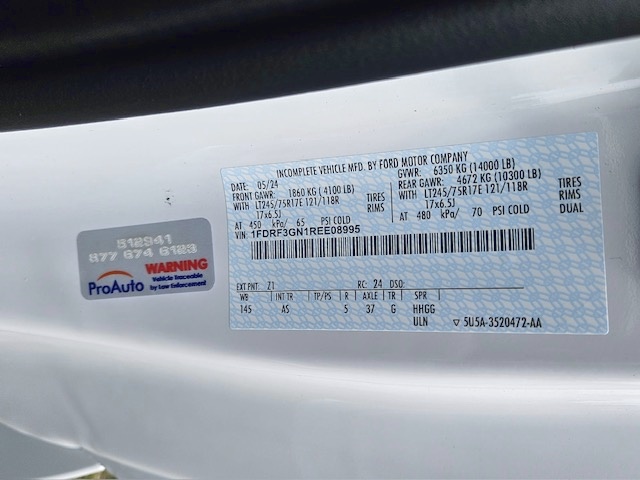 INCOMPLETE VEHICLE MFD. BY FORD MOTOR COMPANY
DATE: 05/24 GVWR: 6350 KG (14000 LB)
FRONT GAWR: 1860 KG ( 4100 LB) REAR GAWR: 4672 KG (10300 LB)
WITH LT245/75R17E 121/118R TIRES WITH LT245/75R17E 121/118R TIRES
17x6.5J RIMS 17x6.5J RIMS
AT 450 kPa/ 65 PSI COLD AT 480 kPa/ 70 PSI COLD DUAL
VIN: 1FDRF3GN1REE08995
EXT PNT: Z1 RC: 24 DSO:
WB INT TR TP/PS R AXLE TR SPR
145 AS 5 37 G HHGG
ULN ▽ 5U5A-3520472-AA
512941
877 674 6123
ProAuto
WARNING
Vehicle Traceable
by Law Enforcement